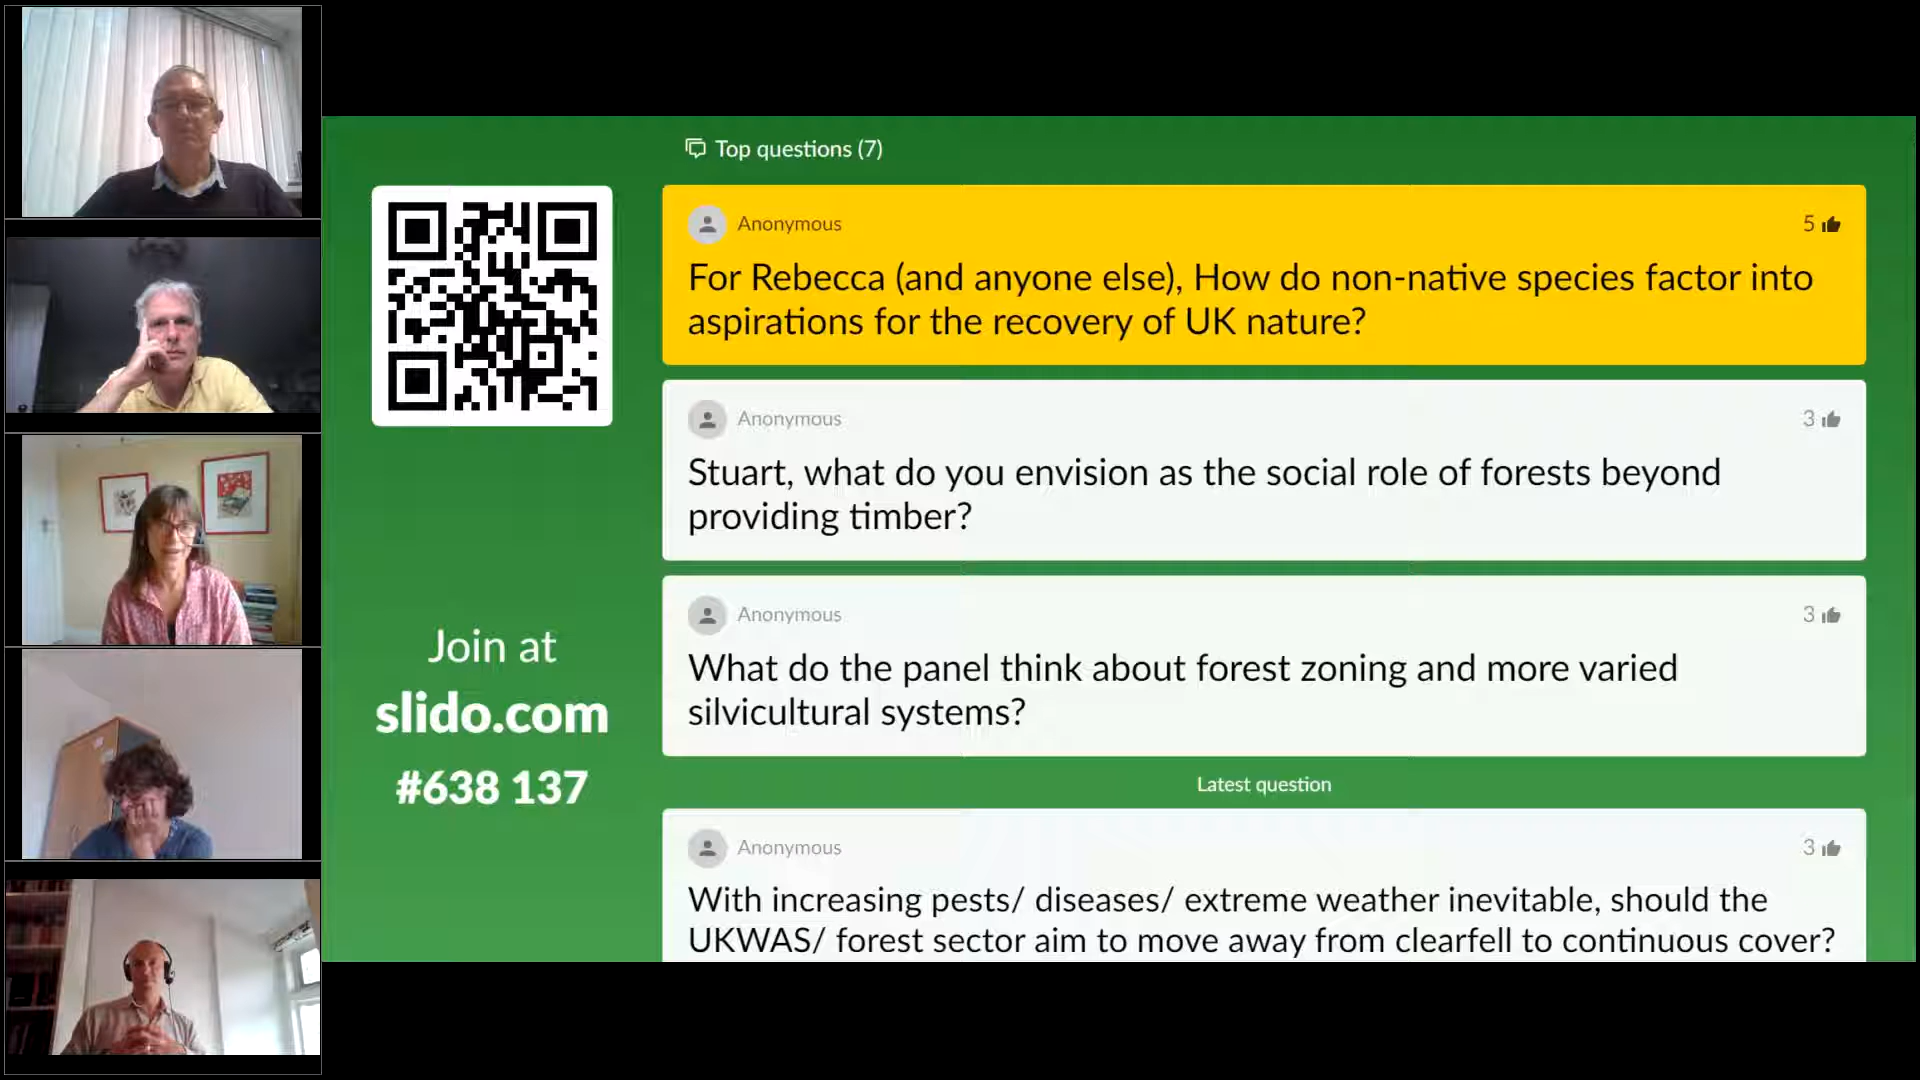 Top questions (7)
Anonymous
5
For Rebecca (and anyone else), How do non-native species factor into
aspirations for the recovery of UK nature?
Anonymous
3
Stuart, what do you envision as the social role of forests beyond
providing timber?
Anonymous
3
What do the panel think about forest zoning and more varied
silvicultural systems?
Latest question
Anonymous
3
With increasing pests/ diseases/ extreme weather inevitable, should the
UKWAS/ forest sector aim to move away from clearfell to continuous cover?
Join at
slido.com
#638 137